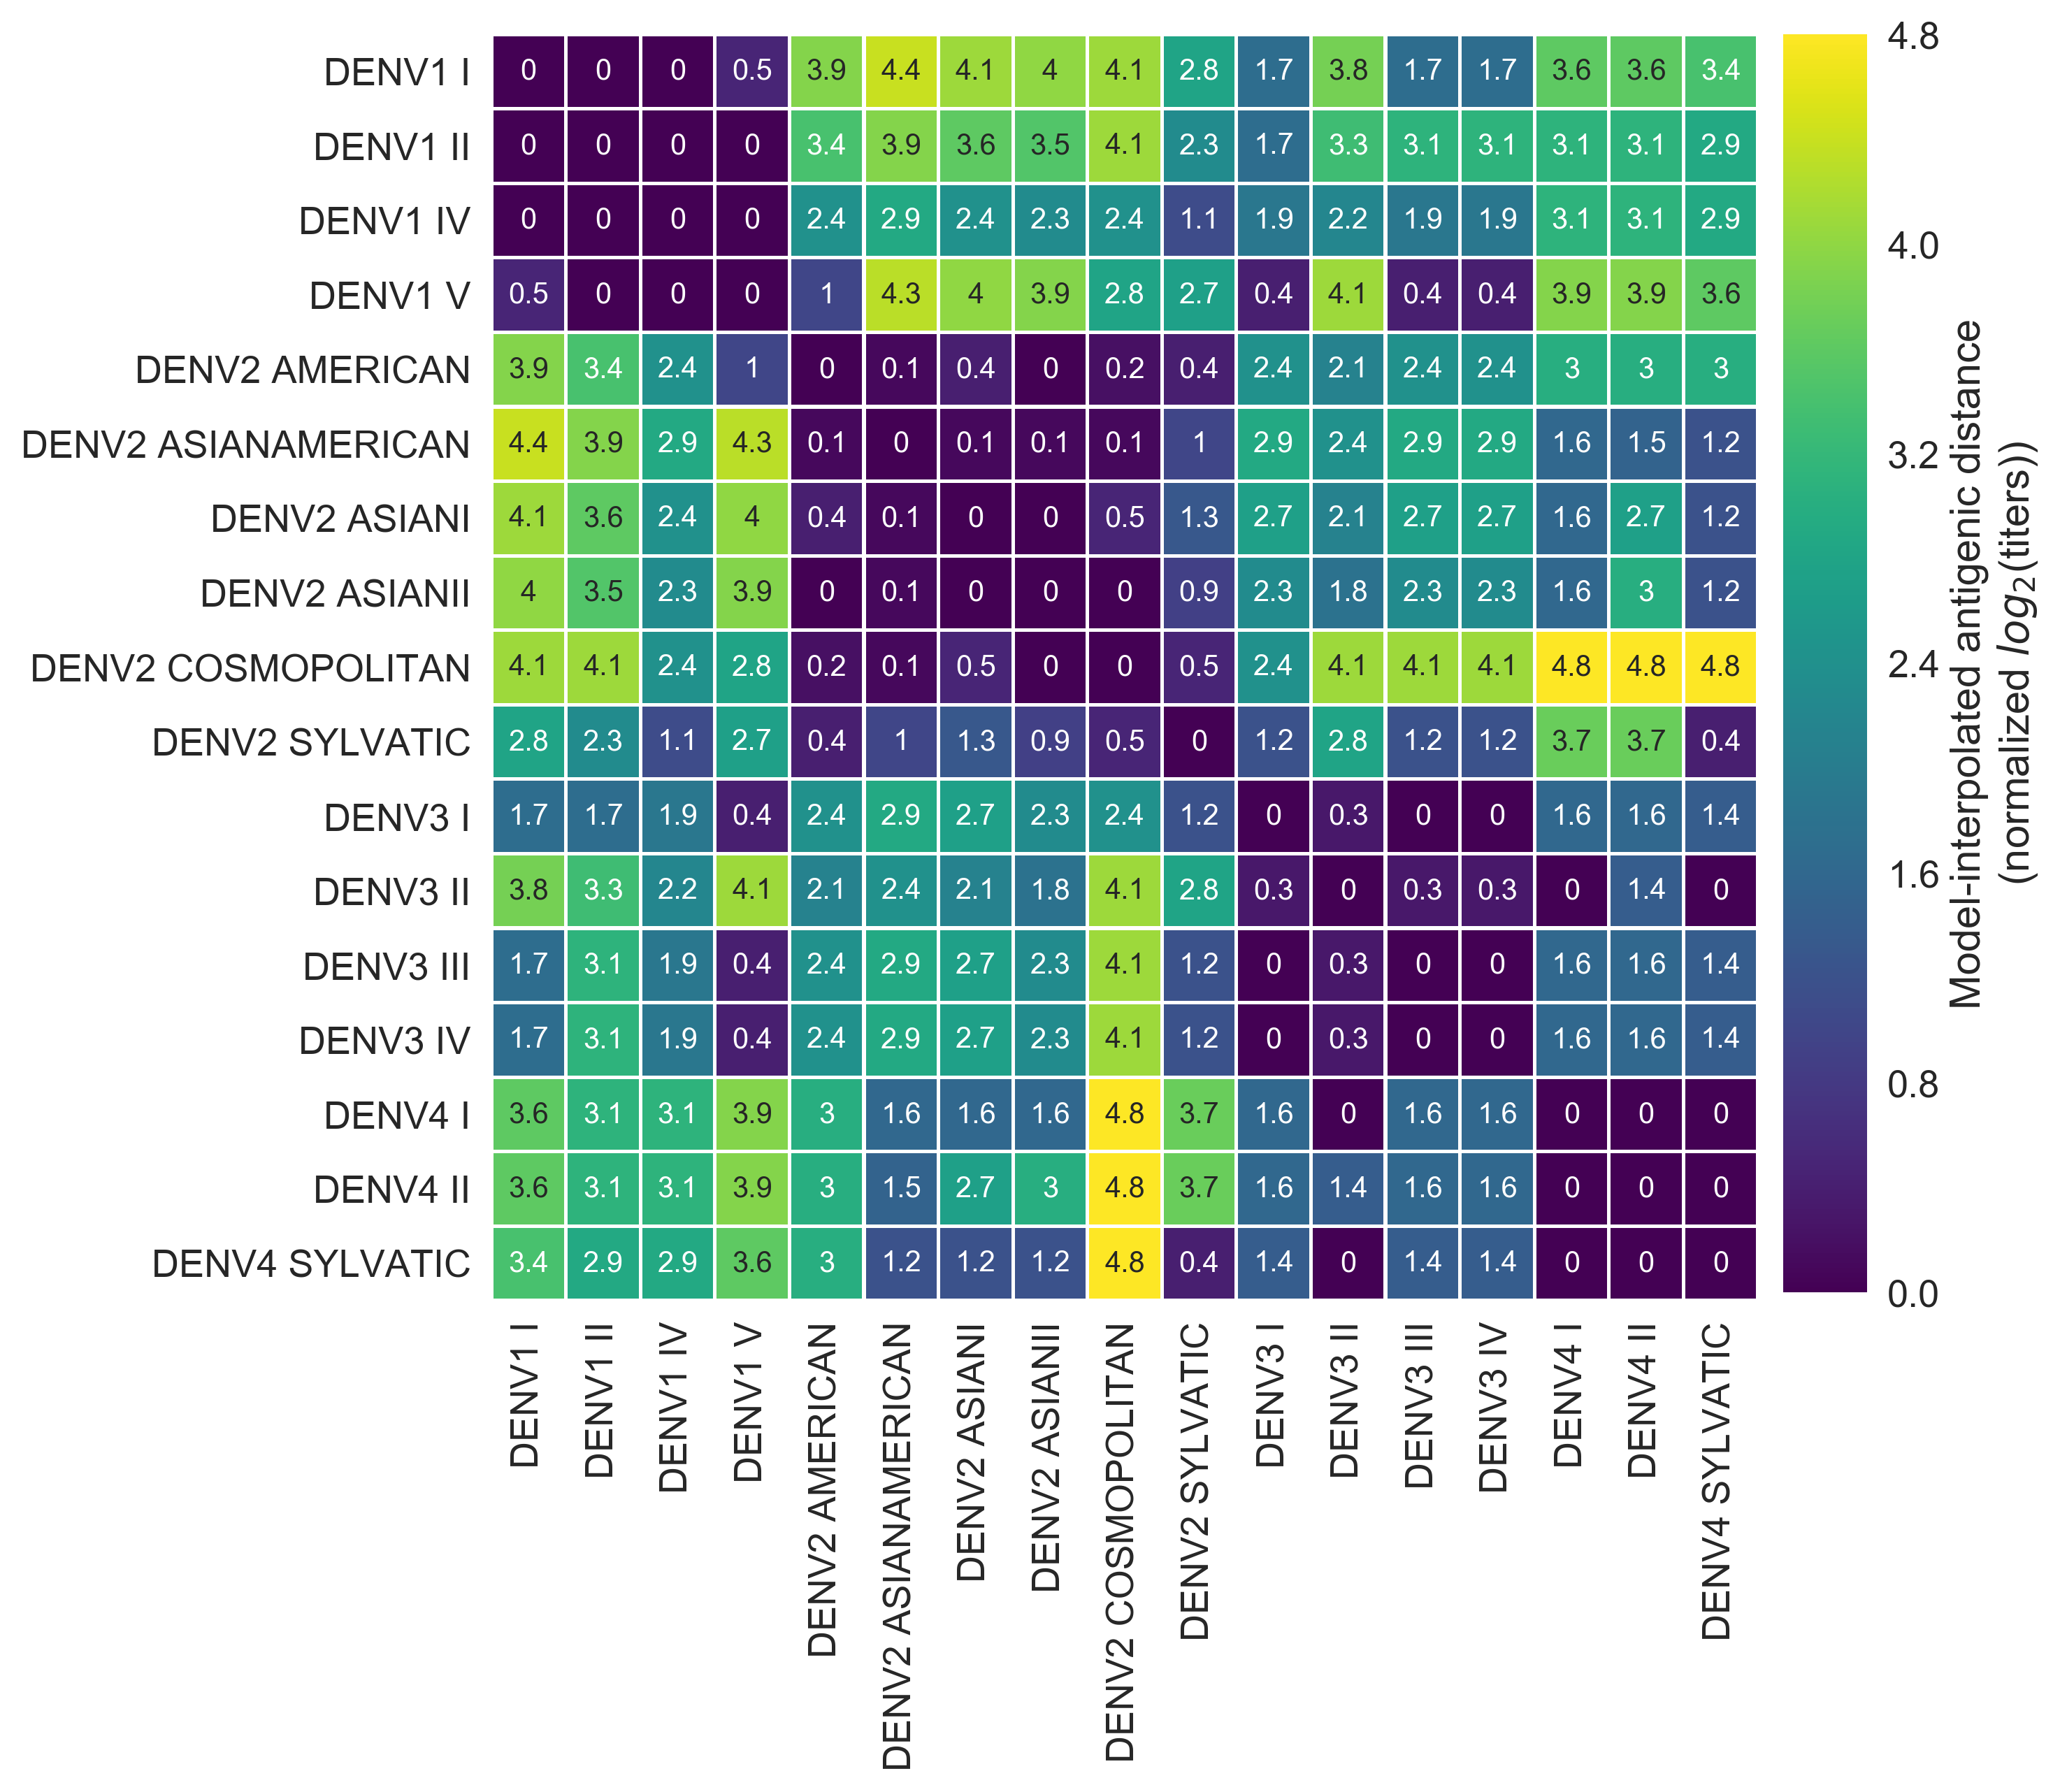 DENV1 I 0 0 0 0.5 3.9 4.4 4.1 4 4.1 2.8 1.7 3.8 1.7 1.7 3.6 3.6 3.4
DENV1 II 0 0 0 0 3.4 3.9 3.6 3.5 4.1 2.3 1.7 3.3 3.1 3.1 3.1 3.1 2.9
DENV1 IV 0 0 0 0 2.4 2.9 2.4 2.3 2.4 1.1 1.9 2.2 1.9 1.9 3.1 3.1 2.9
DENV1 V 0.5 0 0 0 1 4.3 4 3.9 2.8 2.7 0.4 4.1 0.4 0.4 3.9 3.9 3.6
DENV2 AMERICAN 3.9 3.4 2.4 1 0 0.1 0.4 0 0.2 0.4 2.4 2.1 2.4 2.4 3 3 3
DENV2 ASIANAMERICAN 4.4 3.9 2.9 4.3 0.1 0 0.1 0.1 0.1 1 2.9 2.4 2.9 2.9 1.6 1.5 1.2
DENV2 ASIANI 4.1 3.6 2.4 4 0.4 0.1 0 0 0.5 1.3 2.7 2.1 2.7 2.7 1.6 2.7 1.2
DENV2 ASIANII 4 3.5 2.3 3.9 0 0.1 0 0 0 0.9 2.3 1.8 2.3 2.3 1.6 3 1.2
DENV2 COSMOPOLITAN 4.1 4.1 2.4 2.8 0.2 0.1 0.5 0 0 0.5 2.4 4.1 4.1 4.1 4.8 4.8 4.8
DENV2 SYLVATIC 2.8 2.3 1.1 2.7 0.4 1 1.3 0.9 0.5 0 1.2 2.8 1.2 1.2 3.7 3.7 0.4
DENV3 I 1.7 1.7 1.9 0.4 2.4 2.9 2.7 2.3 2.4 1.2 0 0.3 0 0 1.6 1.6 1.4
DENV3 II 3.8 3.3 2.2 4.1 2.1 2.4 2.1 1.8 4.1 2.8 0.3 0 0.3 0.3 0 1.4 0
DENV3 III 1.7 3.1 1.9 0.4 2.4 2.9 2.7 2.3 4.1 1.2 0 0.3 0 0 1.6 1.6 1.4
DENV3 IV 1.7 3.1 1.9 0.4 2.4 2.9 2.7 2.3 4.1 1.2 0 0.3 0 0 1.6 1.6 1.4
DENV4 I 3.6 3.1 3.1 3.9 3 1.6 1.6 1.6 4.8 3.7 1.6 0 1.6 1.6 0 0 0
DENV4 II 3.6 3.1 3.1 3.9 3 1.5 2.7 3 4.8 3.7 1.6 1.4 1.6 1.6 0 0 0
DENV4 SYLVATIC 3.4 2.9 2.9 3.6 3 1.2 1.2 1.2 4.8 0.4 1.4 0 1.4 1.4 0 0 0
DENV1 I
DENV1 II
DENV1 IV
DENV1 V
DENV2 AMERICAN
DENV2 ASIANAMERICAN
DENV2 ASIANI
DENV2 ASIANII
DENV2 COSMOPOLITAN
DENV2 SYLVATIC
DENV3 I
DENV3 II
DENV3 III
DENV3 IV
DENV4 I
DENV4 II
DENV4 SYLVATIC
4.8
4.0
3.2
2.4
1.6
0.8
0.0
Model-interpolated antigenic distance
(normalized log₂(titers))